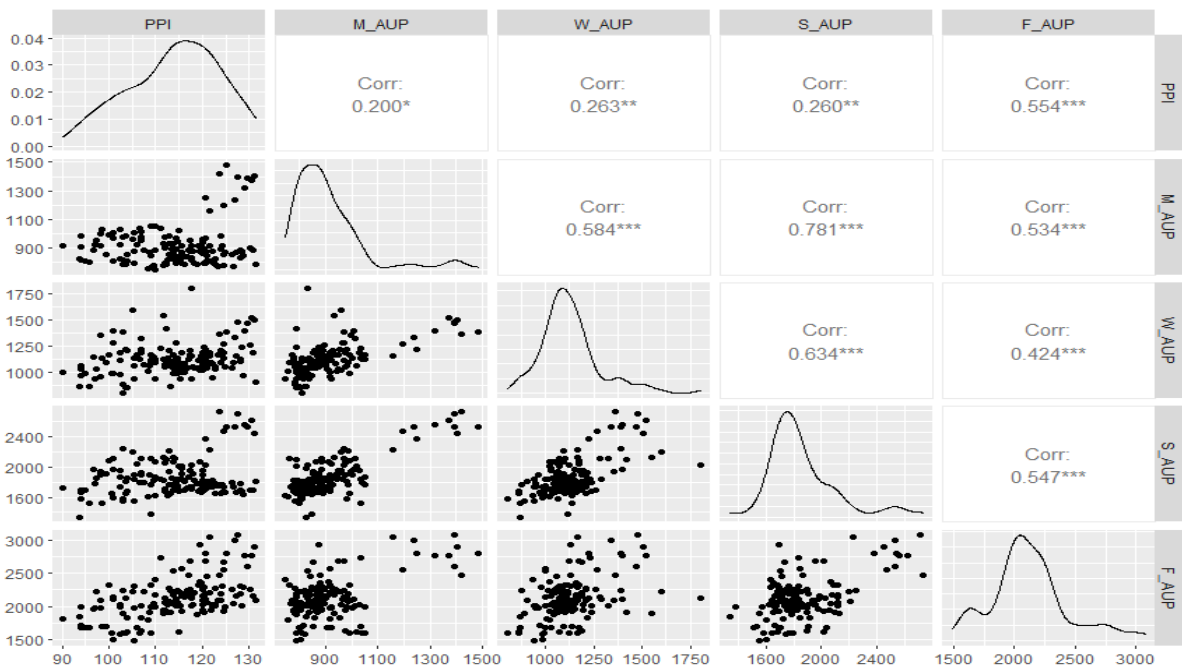 PPI M_AUP W_AUP S_AUP F_AUP
0.04
0.03
0.02
0.01
0.00
Corr:
0.200*
Corr:
0.263**
Corr:
0.260**
Corr:
0.554***
PPI
1500
1300
1100
900
Corr:
0.584***
Corr:
0.781***
Corr:
0.534***
M_AUP
1750
1500
1250
1000
Corr:
0.634***
Corr:
0.424***
W_AUP
2400
2000
1600
Corr:
0.547***
S_AUP
3000
2500
2000
1500
F_AUP
90 100 110 120 130 900 1100 1300 1500 1000 1250 1500 1750 1600 2000 2400 1500 2000 2500 3000